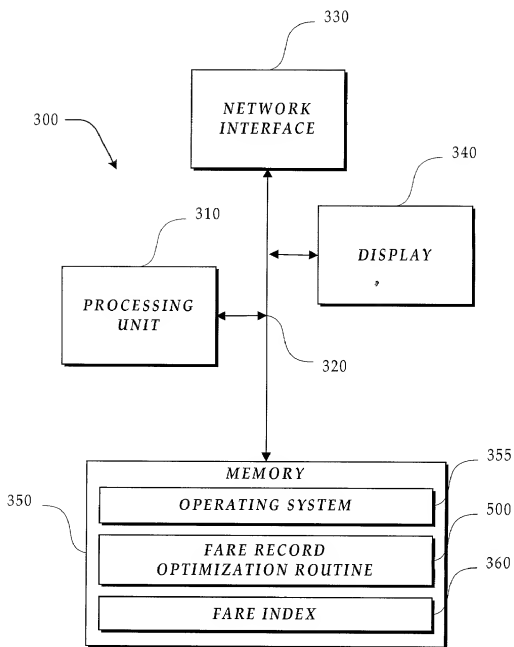 330
NETWORK
INTERFACE
300
340
DISPLAY
310
PROCESSING
UNIT
320
MEMORY
350
355
OPERATING SYSTEM
500
FARE RECORD
OPTIMIZATION ROUTINE
360
FARE INDEX